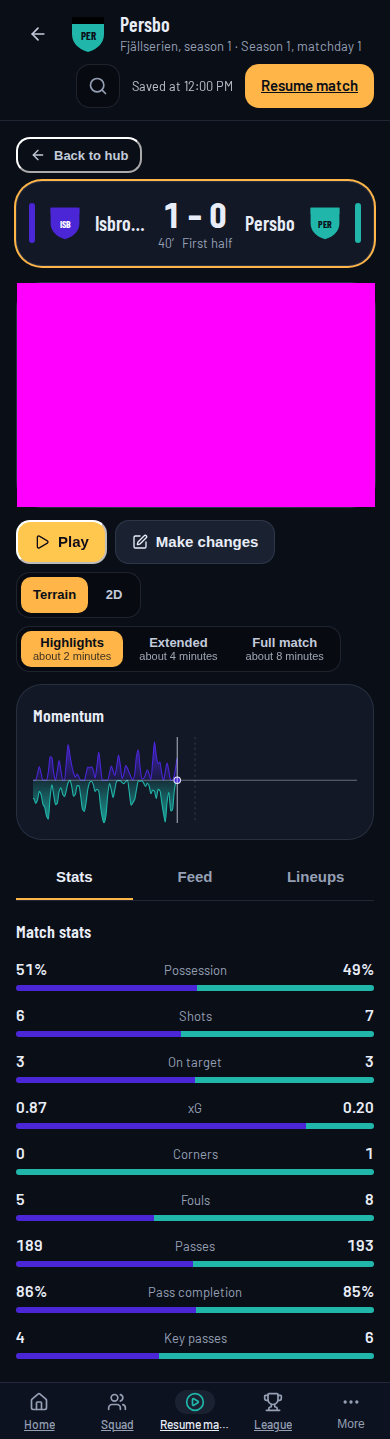 PER
Persbo
Fjällserien, season 1 · Season 1, matchday 1
Saved at 12:00 PM
Resume match
Back to hub
ISB
Isbro...
1 – 0
Persbo
PER
40′ First half
Play
Make changes
Terrain
2D
Highlights
about 2 minutes
Extended
about 4 minutes
Full match
about 8 minutes
Momentum
Stats
Feed
Lineups
Match stats
51% Possession 49%
6 Shots 7
3 On target 3
0.87 xG 0.20
0 Corners 1
5 Fouls 8
189 Passes 193
86% Pass completion 85%
4 Key passes 6
Home
Squad
Resume ma...
League
More